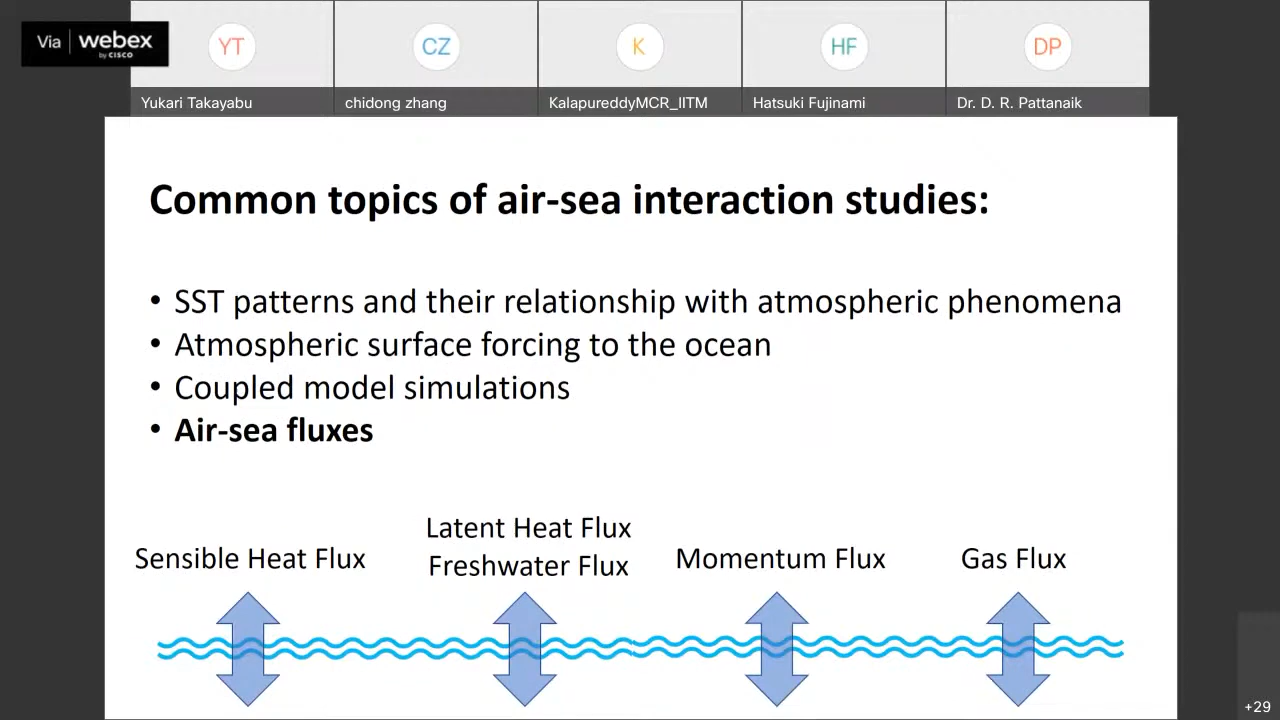 Via webex
by CISCO
YT
CZ
K
HF
DP
Yukari Takayabu
chidong zhang
KalapureddyMCR_IITM
Hatsuki Fujinami
Dr. D. R. Pattanaik
Common topics of air-sea interaction studies:
• SST patterns and their relationship with atmospheric phenomena
• Atmospheric surface forcing to the ocean
• Coupled model simulations
• Air-sea fluxes
Sensible Heat Flux
Latent Heat Flux
Freshwater Flux
Momentum Flux
Gas Flux
+29